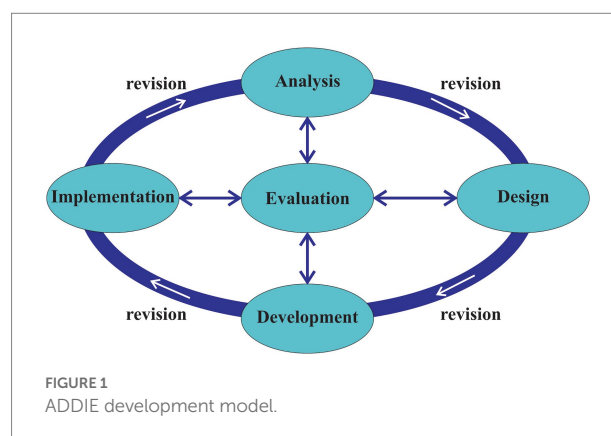 Analysis
revision
revision
Implementation
Evaluation
Design
revision
Development
revision
FIGURE 1
ADDIE development model.